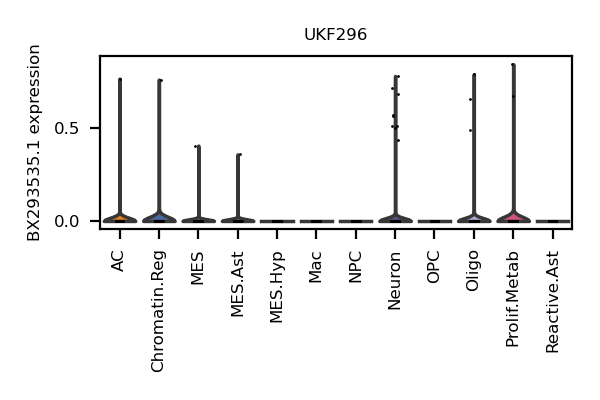 UKF296
BX293535.1 expression
0.5
0.0
AC
Chromatin.Reg
MES
MES.Ast
MES.Hyp
Mac
NPC
Neuron
OPC
Oligo
Prolif.Metab
Reactive.Ast